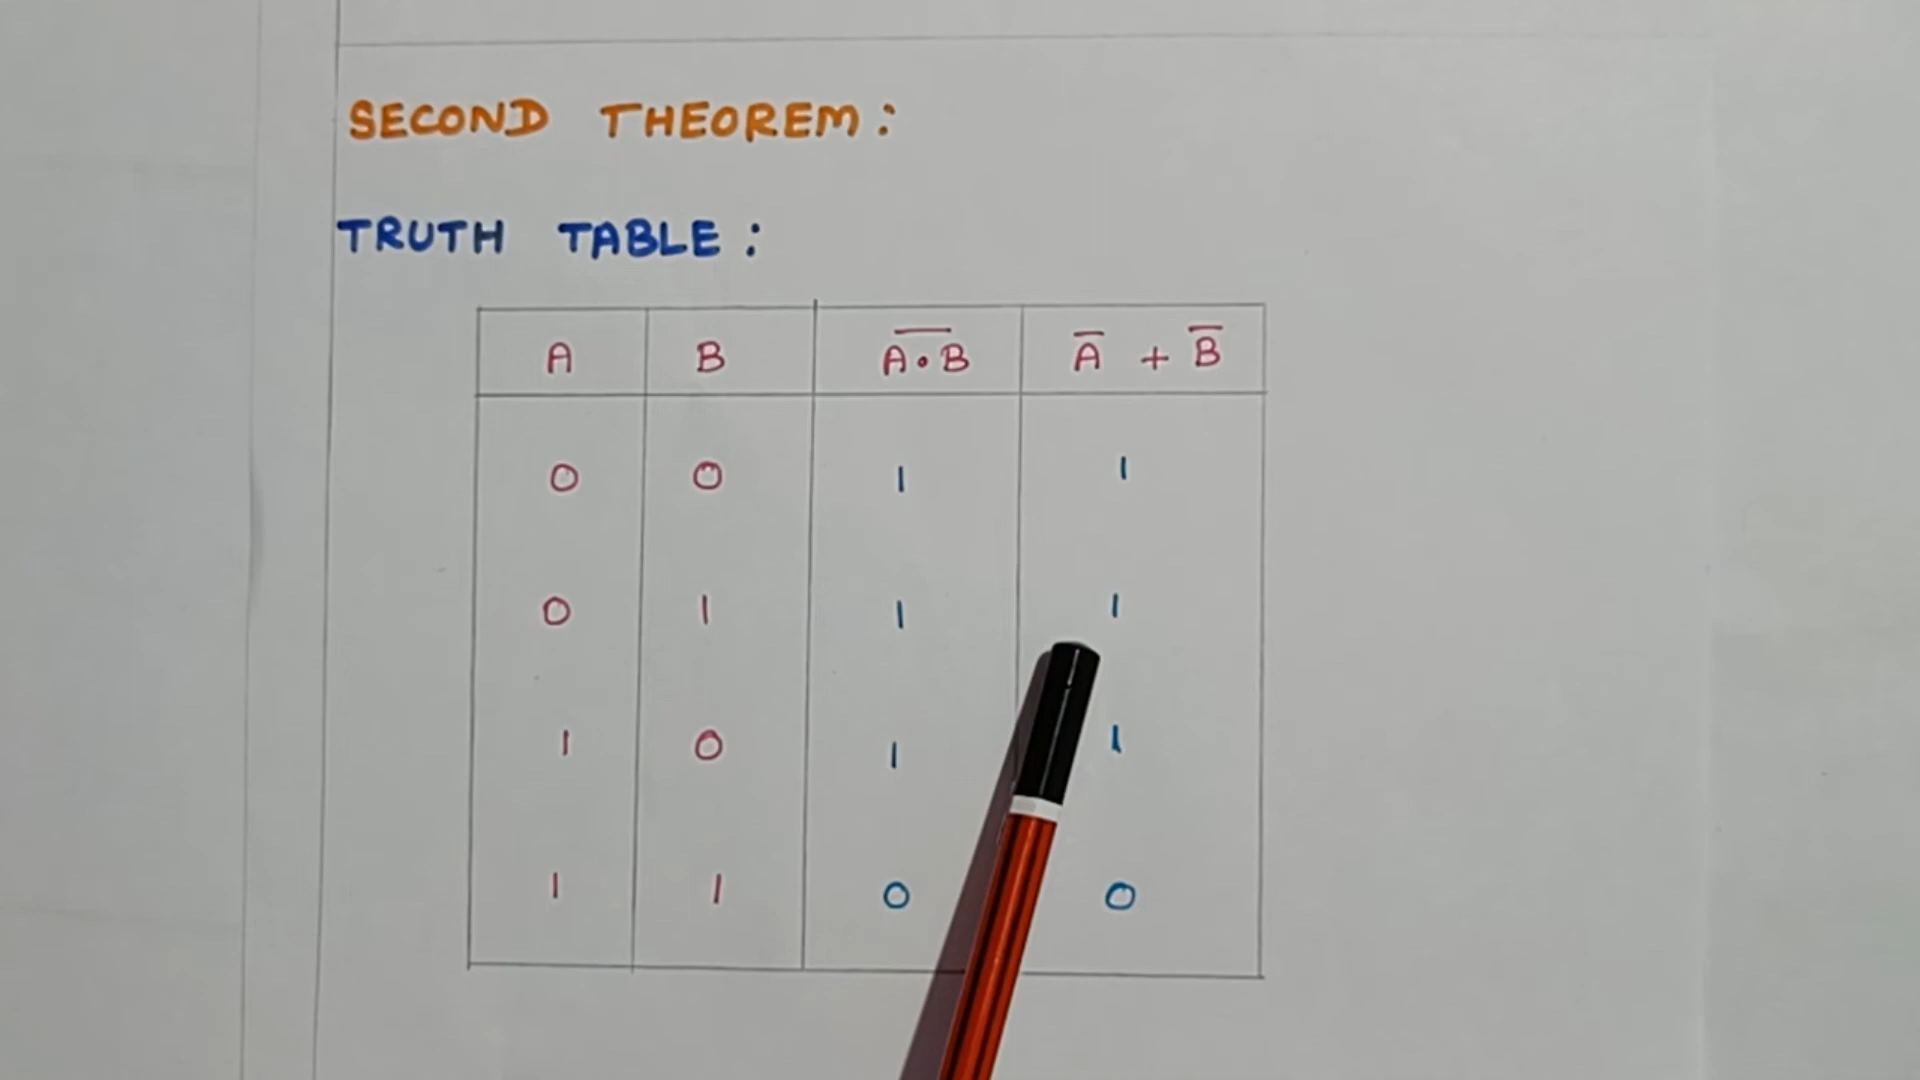 SECOND THEOREM:
TRUTH TABLE:
A B A̅•̅B̅ A̅ + B̅
0 0 1 1
0 1 1 1
1 0 1 1
1 1 0 0